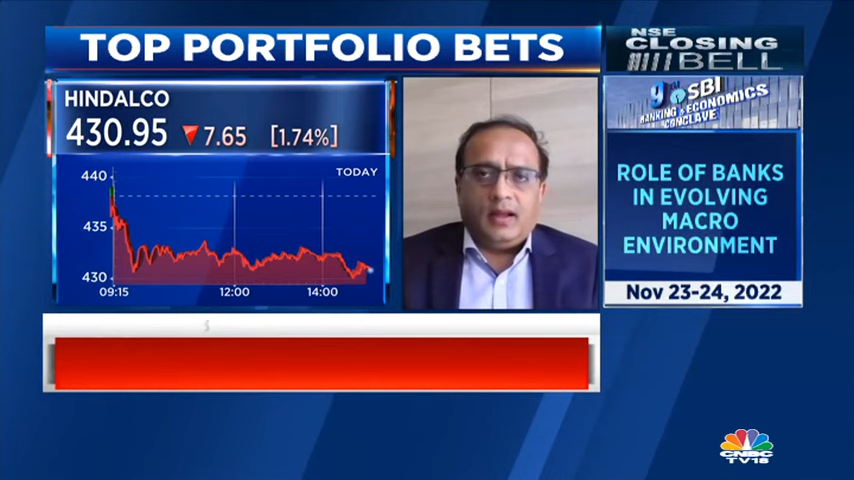 TOP PORTFOLIO BETS
NSE
CLOSING
BELL
HINDALCO
430.95 ▼7.65 [1.74%]
TODAY
440
435
430
09:15 12:00 14:00
SBI
BANKING & ECONOMICS
CONCLAVE
ROLE OF BANKS
IN EVOLVING
MACRO
ENVIRONMENT
Nov 23-24, 2022
CNBC
TV18